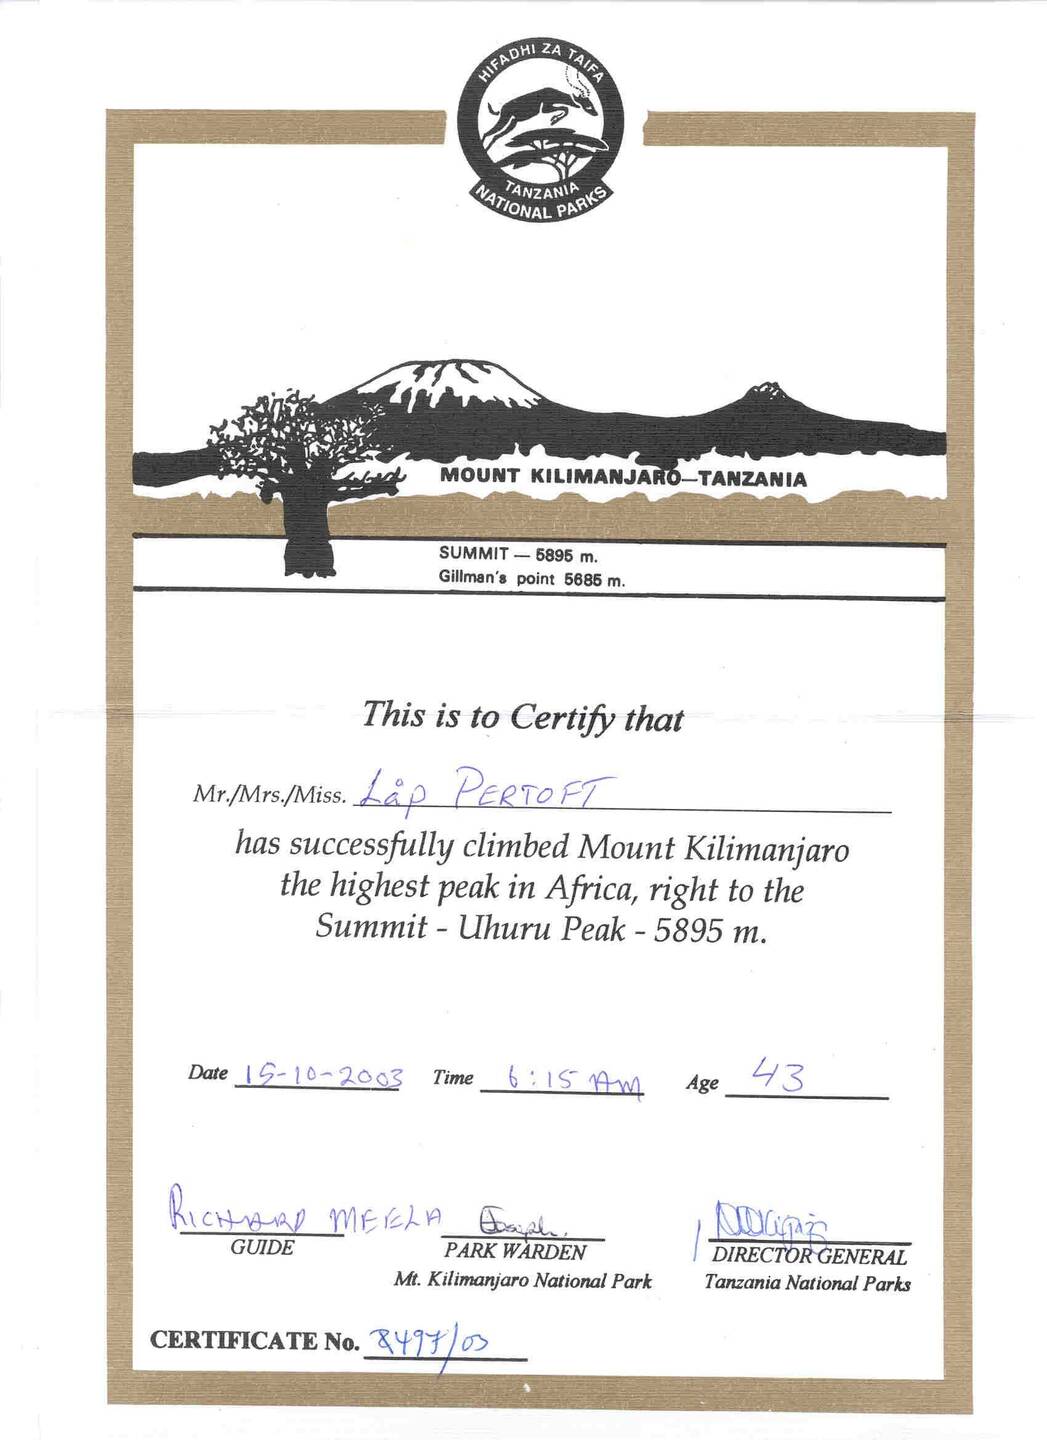 HIFADHI ZA TAIFA
TANZANIA
NATIONAL PARKS
MOUNT KILIMANJARO—TANZANIA
SUMMIT — 5895 m.
Gillman's point 5685 m.
This is to Certify that
Mr./Mrs./Miss. Låp PERTOFT
has successfully climbed Mount Kilimanjaro
the highest peak in Africa, right to the
Summit - Uhuru Peak - 5895 m.
Date 15-10-2003 Time 6:15 AM Age 43
RICHARD MEELA Joseph.
GUIDE PARK WARDEN DIRECTOR GENERAL
Mt. Kilimanjaro National Park Tanzania National Parks
CERTIFICATE No. 8497/03